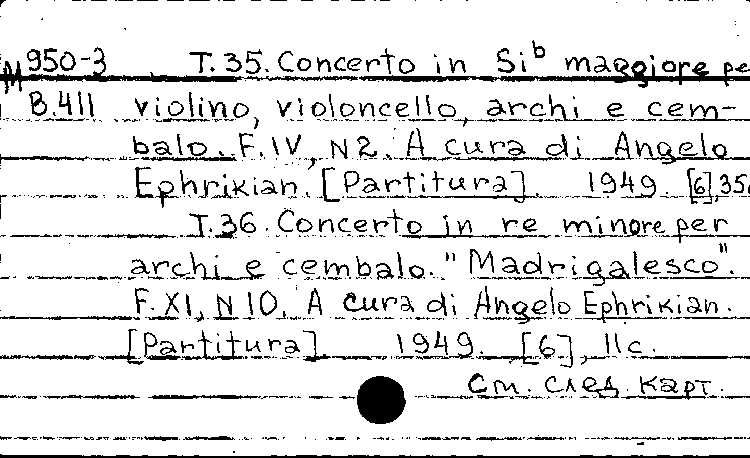 М 950-3 Т. 35. Concerto in Si b maggiore pe
В.411 violino, violoncello, archi e cem-
balo. F. IV, N 2. A cura di Angelo
Ephrikian. [Partitura]. 1949. [6], 35
Т. 36. Concerto in re minore per
archi e cembalo. "Madrigalesco".
F. XI, N 10. A cura di Angelo Ephrikian.
[Partitura] 1949. [6], 11с.
См. след. карт.